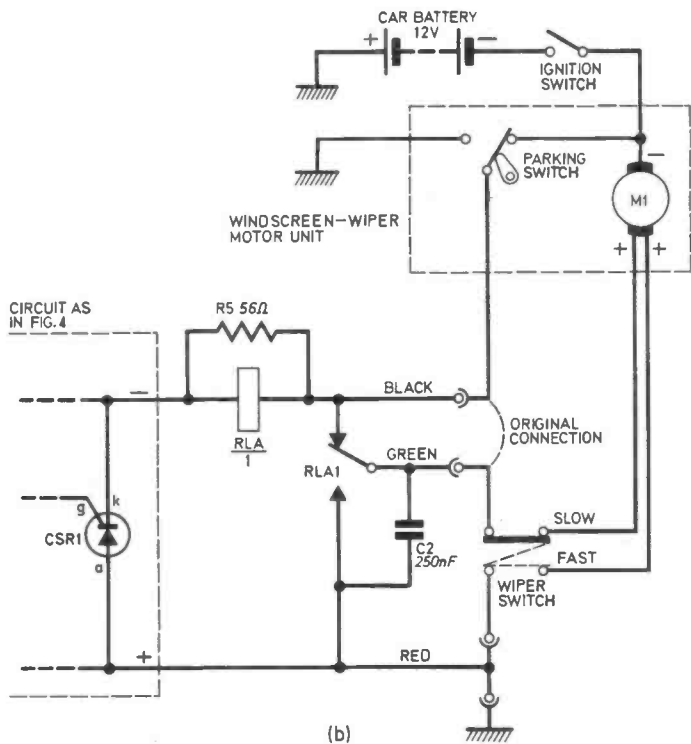 CAR BATTERY
12V
+
−
IGNITION
SWITCH
PARKING
SWITCH
−
M1
+ +
WINDSCREEN-WIPER
MOTOR UNIT
CIRCUIT AS
IN FIG.4
R5 56Ω
−
BLACK
ORIGINAL
CONNECTION
RLA
1
GREEN
RLA1
SLOW
g
k
CSR1
a
C2
250nF
FAST
WIPER
SWITCH
+
RED
(b)